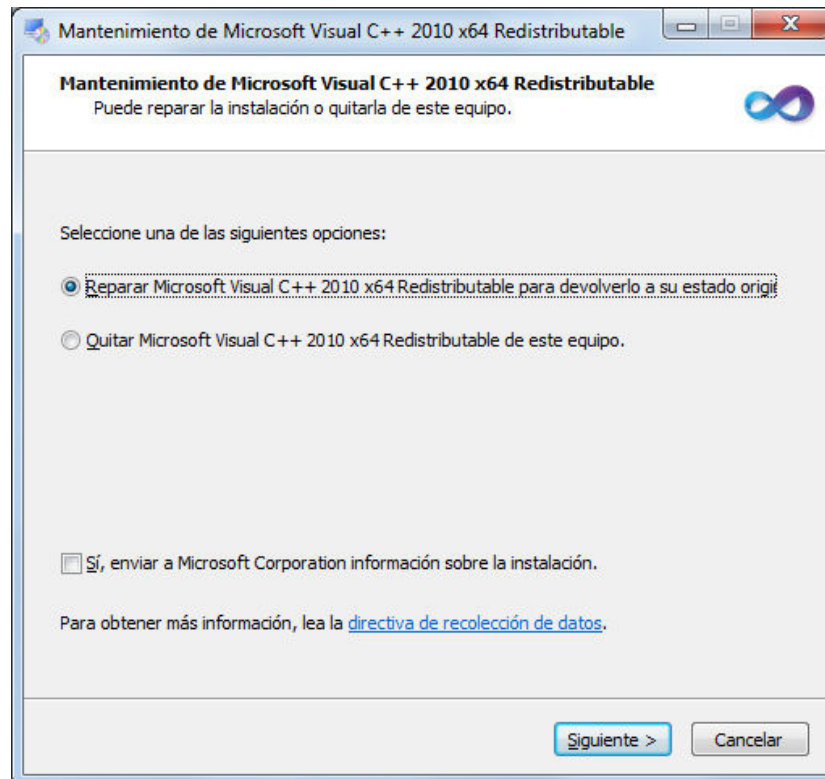 Mantenimiento de Microsoft Visual C++ 2010 x64 Redistributable
Mantenimiento de Microsoft Visual C++ 2010 x64 Redistributable
Puede reparar la instalación o quitarla de este equipo.
Seleccione una de las siguientes opciones:
Reparar Microsoft Visual C++ 2010 x64 Redistributable para devolverlo a su estado origi
Quitar Microsoft Visual C++ 2010 x64 Redistributable de este equipo.
Sí, enviar a Microsoft Corporation información sobre la instalación.
Para obtener más información, lea la directiva de recolección de datos.
Siguiente > Cancelar